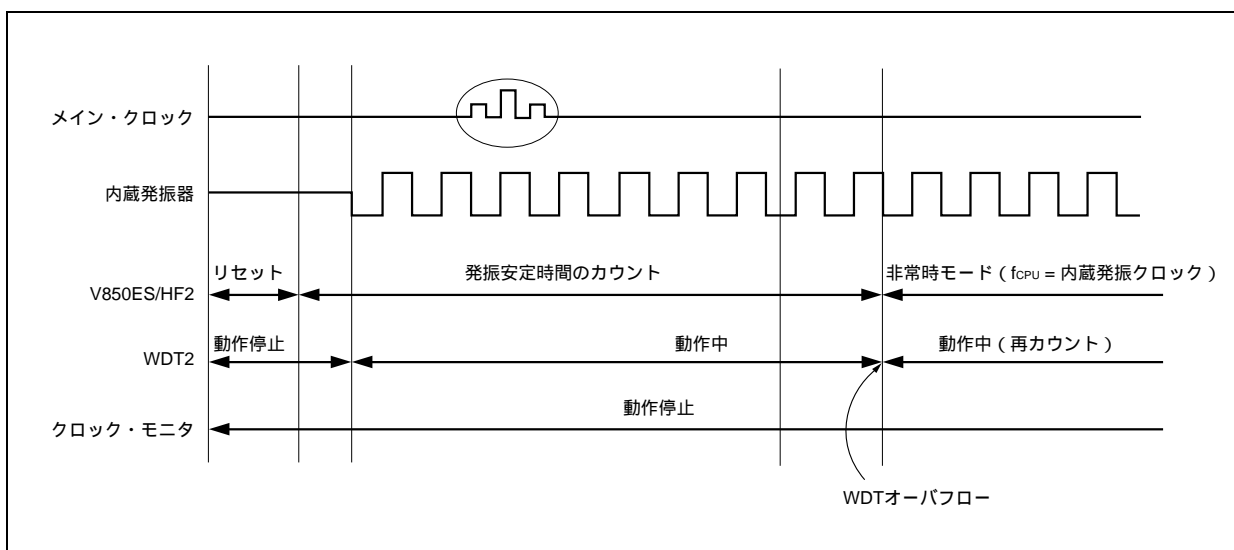 メイン・クロック
内蔵発振器
リセット
発振安定時間のカウント
非常時モード（fCPU = 内蔵発振クロック）
V850ES/HF2
動作停止
動作中
動作中（再カウント）
WDT2
動作停止
クロック・モニタ
WDTオーバフロー